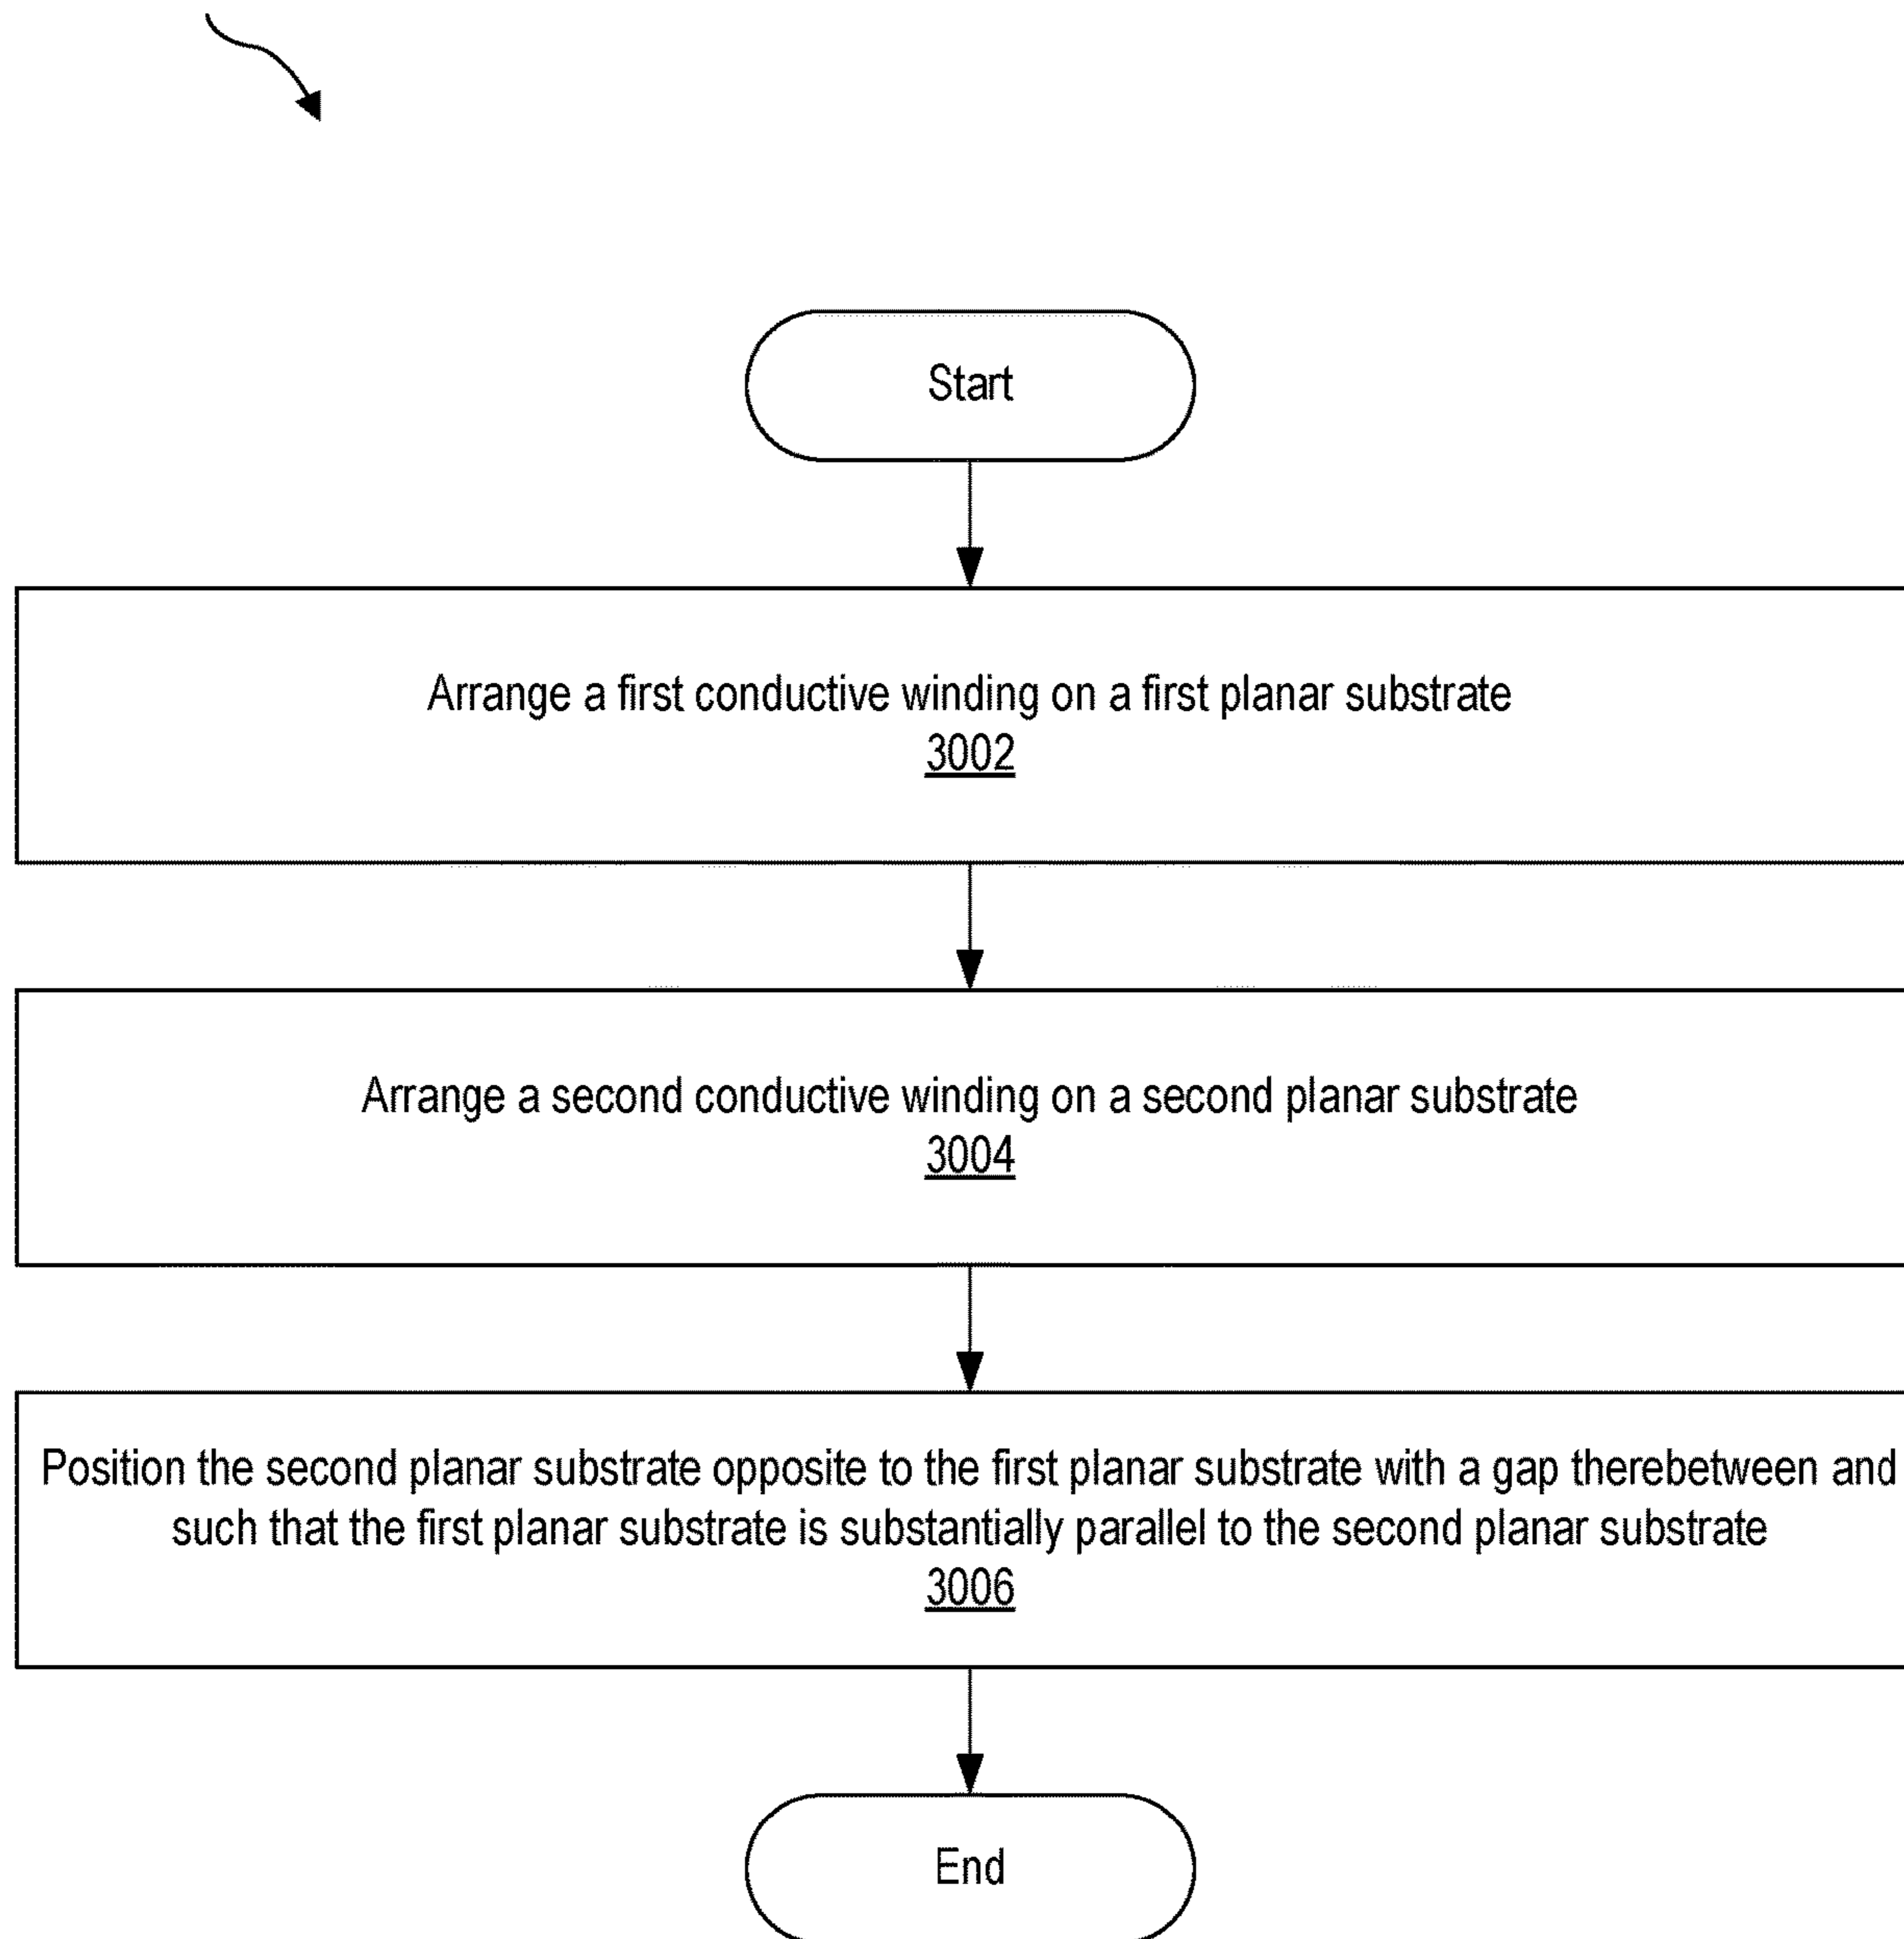 Start
Arrange a first conductive winding on a first planar substrate
3002
Arrange a second conductive winding on a second planar substrate
3004
Position the second planar substrate opposite to the first planar substrate with a gap therebetween and
such that the first planar substrate is substantially parallel to the second planar substrate
3006
End